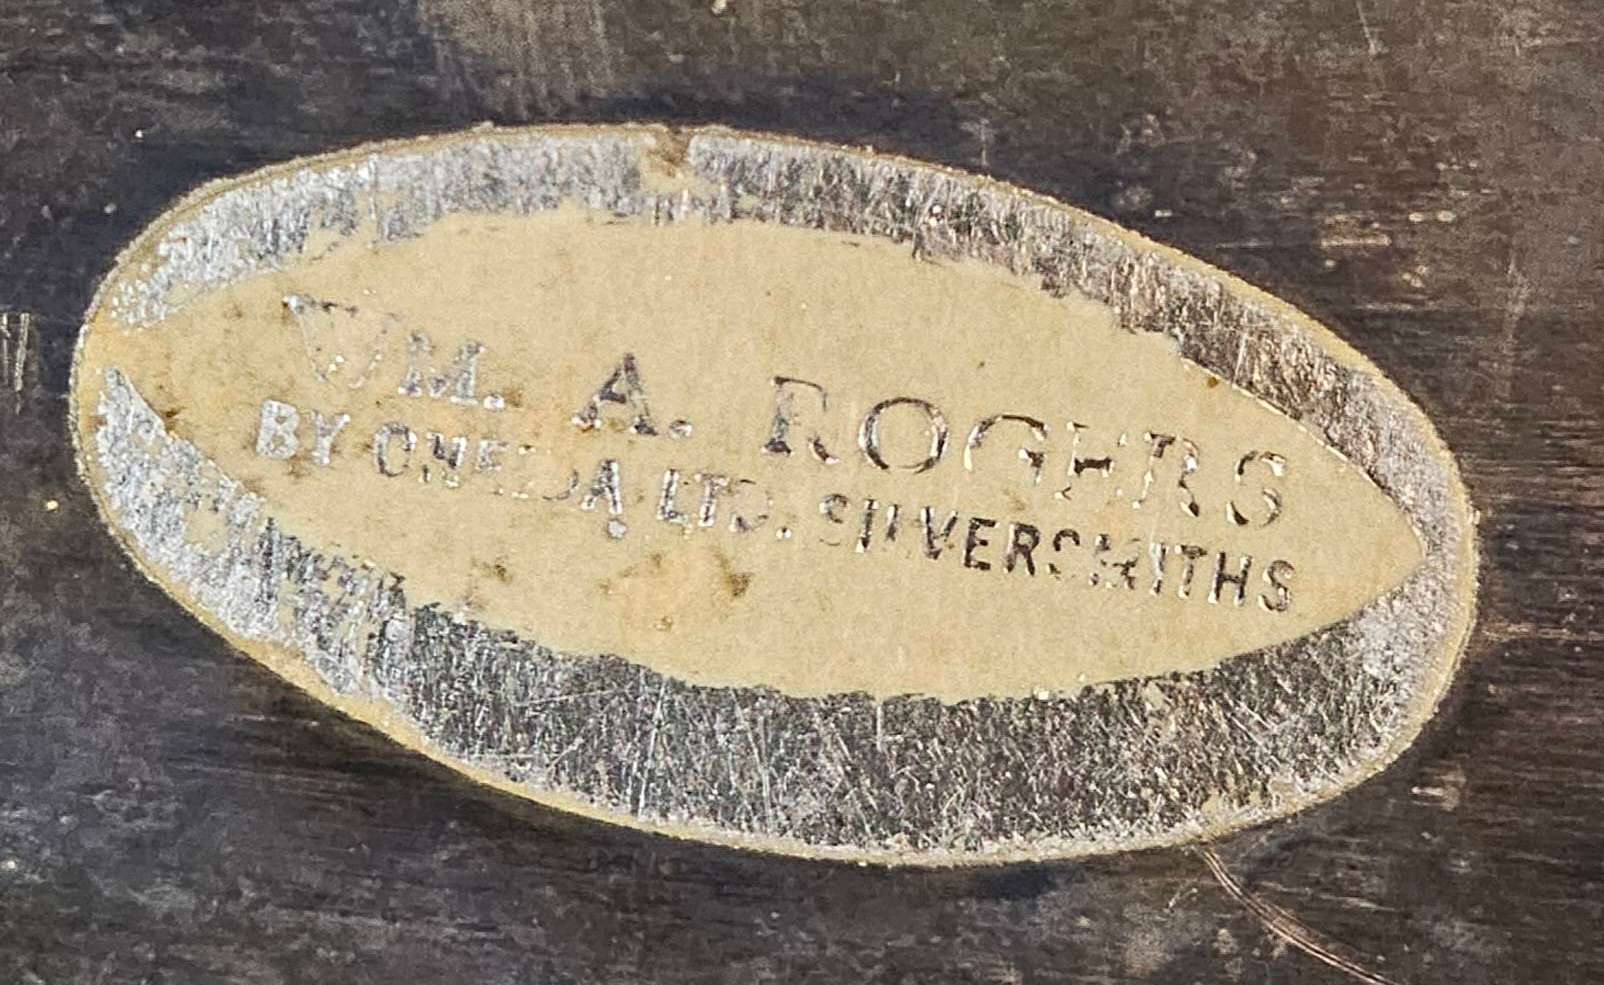 WM. A. ROGERS
BY ONEIDA LTD. SILVERSMITHS